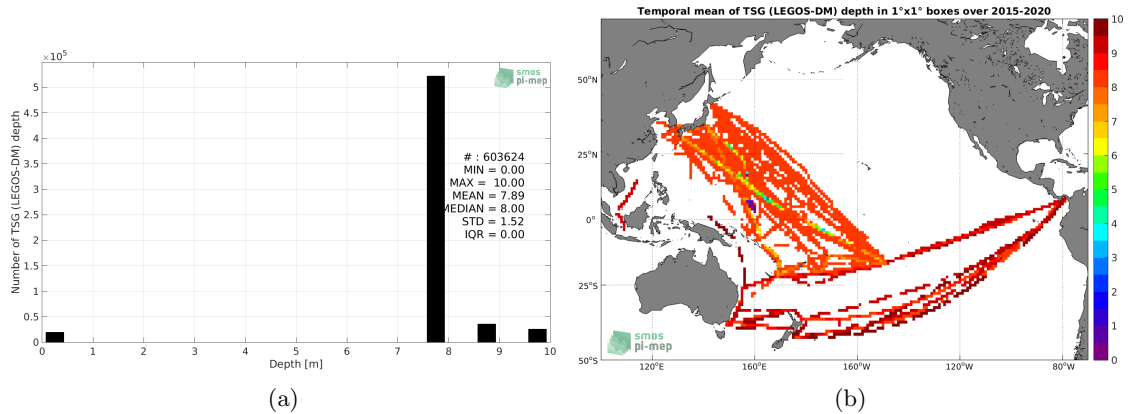 ×10⁵
5
4.5
4
3.5
3
2.5
2
1.5
1
0.5
0
Number of TSG (LEGOS-DM) depth
smos
pi-mep
# : 603624
MIN = 0.00
MAX = 10.00
MEAN = 7.89
MEDIAN = 8.00
STD = 1.52
IQR = 0.00
0 1 2 3 4 5 6 7 8 9 10
Depth [m]
(a)
Temporal mean of TSG (LEGOS-DM) depth in 1°x1° boxes over 2015-2020
50°N
25°N
0°
25°S
50°S
120°E 160°E 160°W 120°W 80°W
smos
pi-mep
10
9
8
7
6
5
4
3
2
1
0
(b)